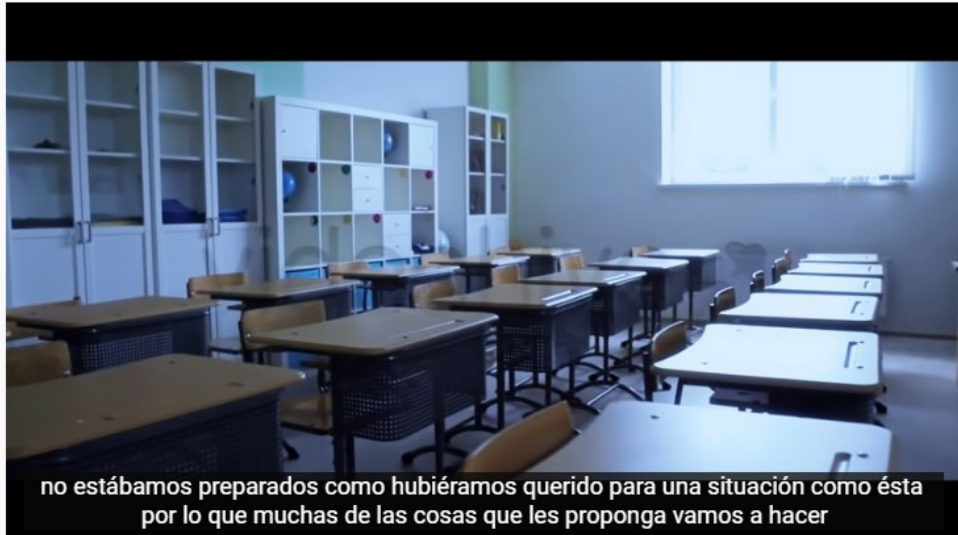 no estábamos preparados como hubiéramos querido para una situación como ésta
por lo que muchas de las cosas que les proponga vamos a hacer